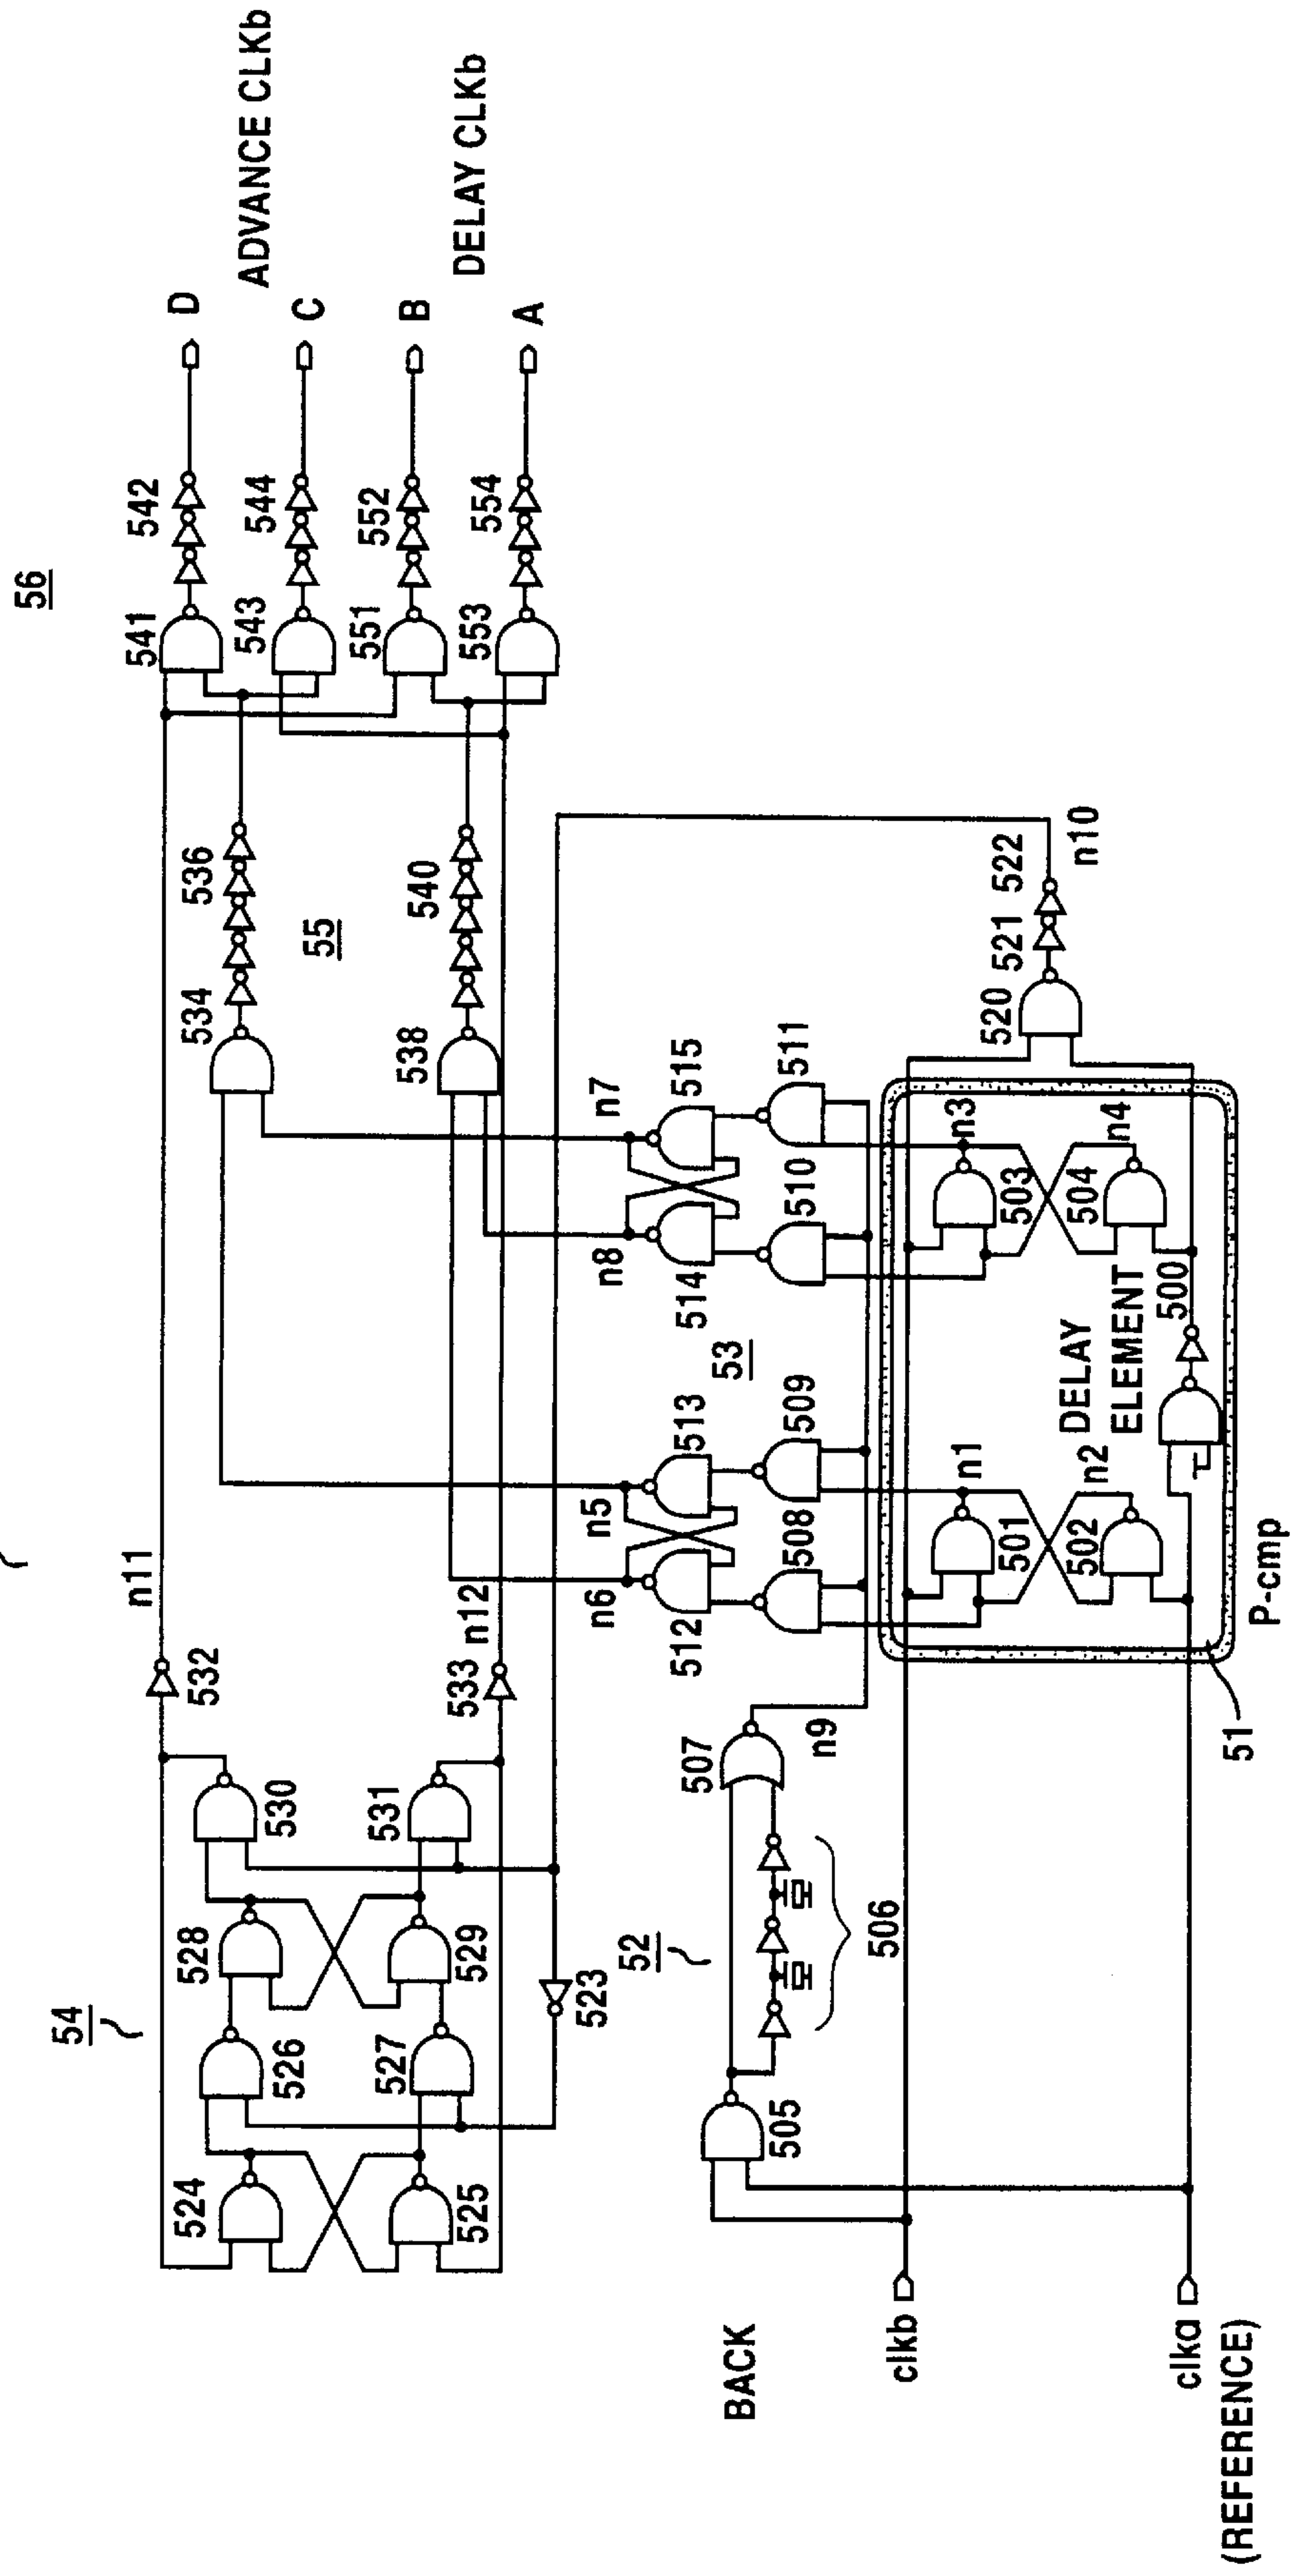 56
ADVANCE CLKb
DELAY CLKb
D
C
B
A
541
542
543
544
551
552
553
554
534
536
55
538
540
n11
532
n12
533
54
524
525
526
527
528
529
530
531
523
n5
n6
n7
n8
512
513
514
515
53
508
509
510
511
520
521
522
n10
52
505
506
507
n9
n1
n2
n3
n4
501
502
503
504
DELAY
ELEMENT
500
51
P-cmp
BACK
clkb
clka
(REFERENCE)